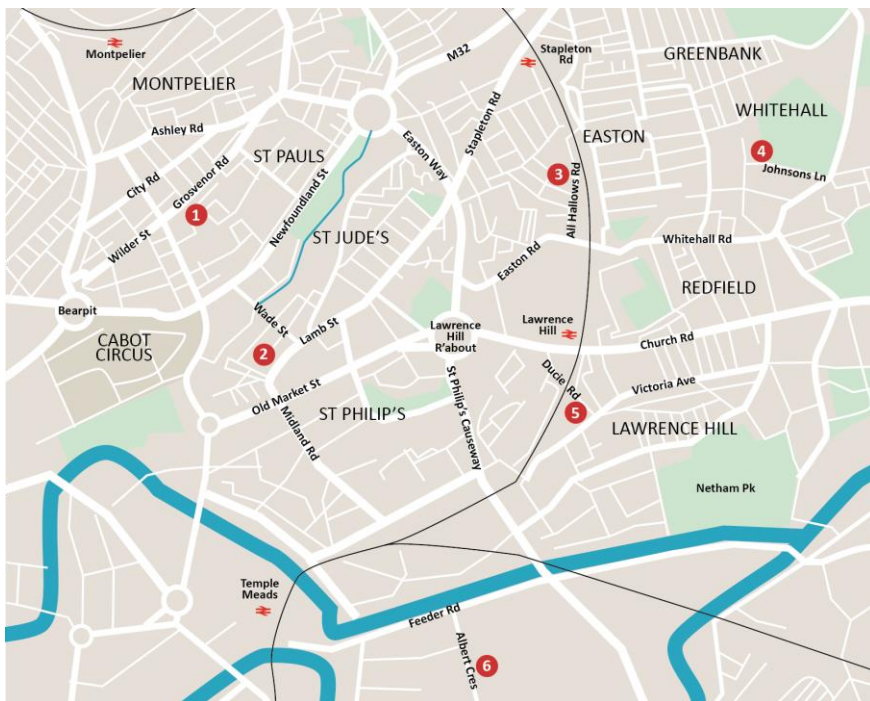 Montpelier
MONTPELIER
M32
Stapleton
Rd
GREENBANK
WHITEHALL
Ashley Rd
Stapleton Rd
EASTON
City Rd
Grosvenor Rd
ST PAULS
Easton Way
4
3
Johnsons Ln
All Hallows Rd
1
Newfoundland St
Wilder St
ST JUDE'S
Easton Rd
Whitehall Rd
REDFIELD
Bearpit
Wade St
Lamb St
Lawrence
Hill
R'about
Lawrence
Hill
Church Rd
CABOT
CIRCUS
2
Ducie Rd
Victoria Ave
Old Market St
ST PHILIP'S
St Philip's Causeway
5
LAWRENCE HILL
Midland Rd
Netham Pk
Temple
Meads
Feeder Rd
Albert Cres
6